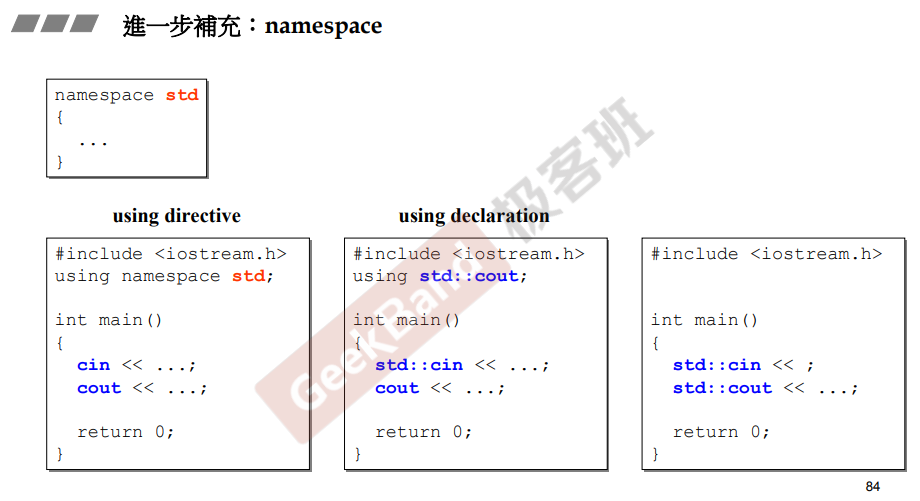 進一步補充：namespace
namespace std
{
...
}
using directive
#include <iostream.h>
using namespace std;
int main()
{
cin << ...;
cout << ...;
return 0;
}
using declaration
#include <iostream.h>
using std::cout;
int main()
{
std::cin << ...;
cout << ...;
return 0;
}
#include <iostream.h>
int main()
{
std::cin << ;
std::cout << ...;
return 0;
}
GeekBand 极客班
84